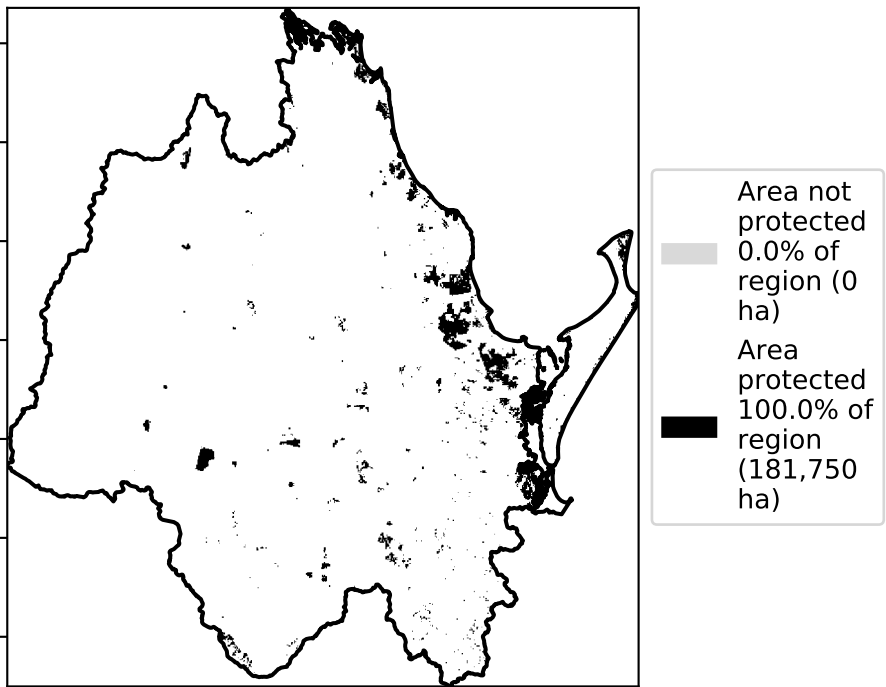 Area not
protected
0.0% of
region (0
ha)
Area
protected
100.0% of
region
(181,750
ha)